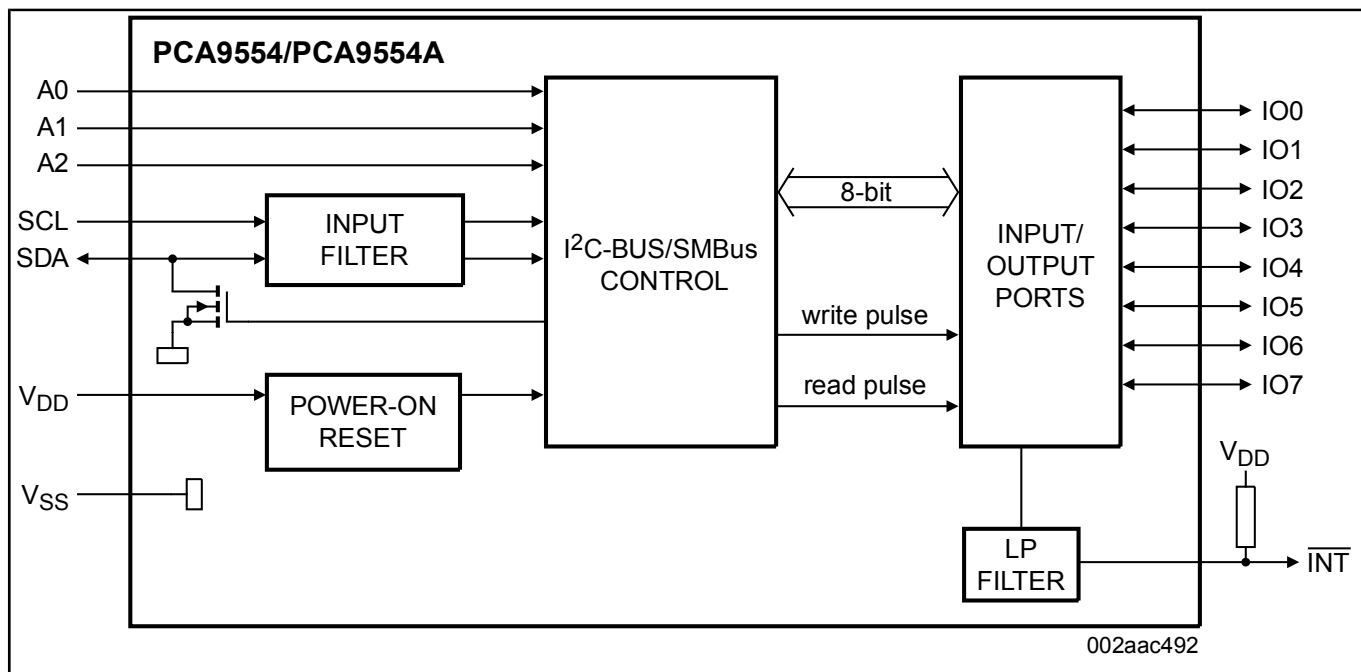 PCA9554/PCA9554A
A0
A1
A2
SCL
SDA
VDD
VSS
INPUT
FILTER
POWER-ON
RESET
I2C-BUS/SMBus
CONTROL
8-bit
write pulse
read pulse
INPUT/
OUTPUT
PORTS
IO0
IO1
IO2
IO3
IO4
IO5
IO6
IO7
VDD
LP
FILTER
INT
002aac492